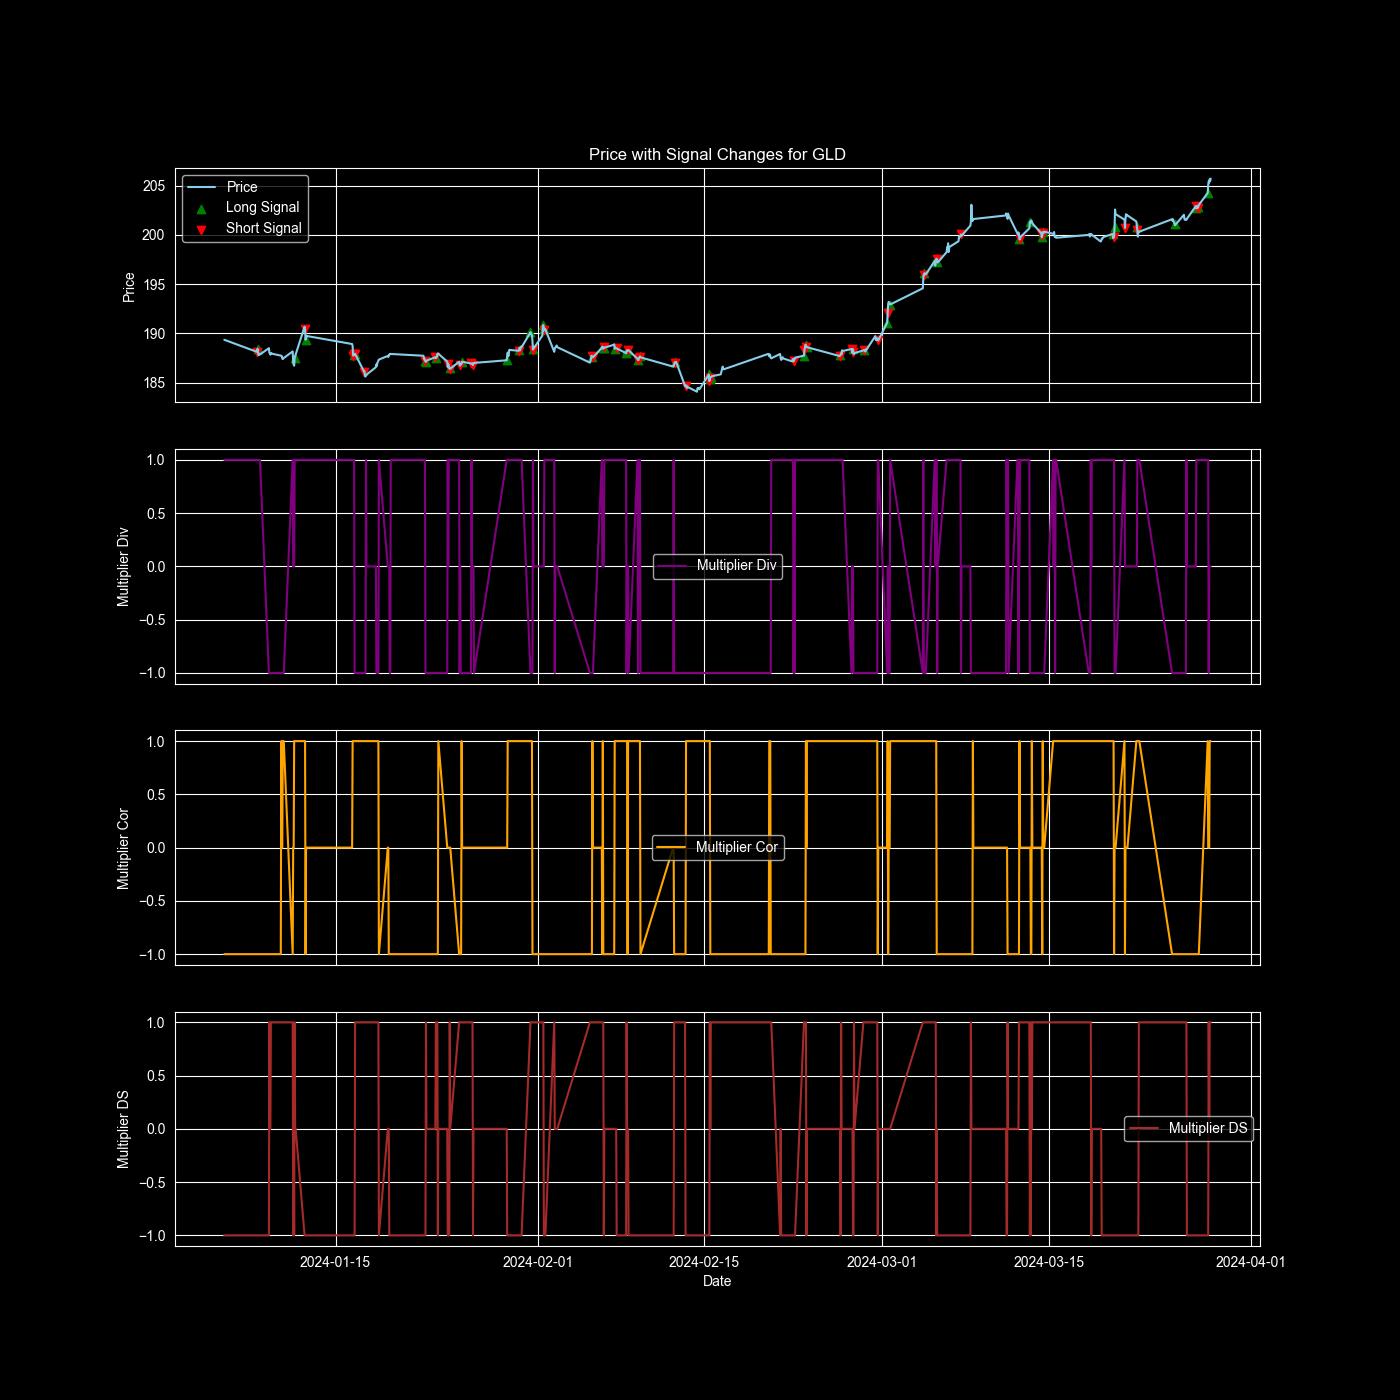 Price with Signal Changes for GLD
205
200
195
190
185
Price
Price
Long Signal
Short Signal
1.0
0.5
0.0
−0.5
−1.0
Multiplier Div
Multiplier Div
1.0
0.5
0.0
−0.5
−1.0
Multiplier Cor
Multiplier Cor
1.0
0.5
0.0
−0.5
−1.0
Multiplier DS
Multiplier DS
2024-01-15
2024-02-01
2024-02-15
2024-03-01
2024-03-15
2024-04-01
Date